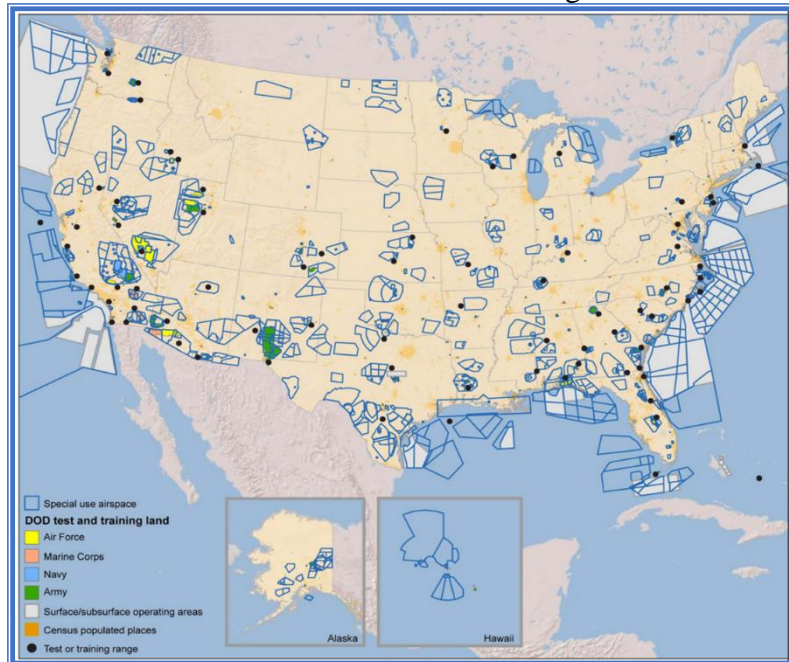 Special use airspace
DOD test and training land
Air Force
Marine Corps
Navy
Army
Surface/subsurface operating areas
Census populated places
Test or training range
Alaska
Hawaii